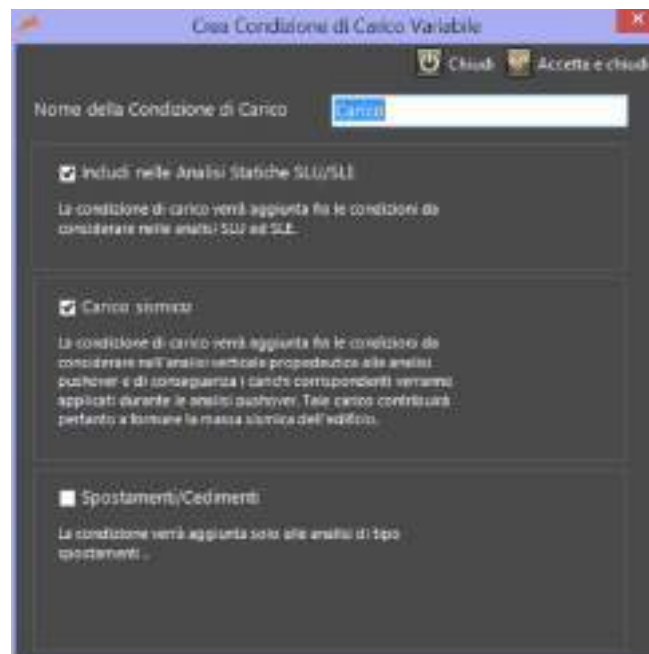 Crea Condizione di Carico Variabile
Chiudi Accetta e chiudi
Nome della Condizione di Carico Carico
Includi nelle Analisi Statiche SLU/SLE
La condizione di carico verrà aggiunta fra le condizioni da
considerare nelle analisi SLU ed SLE.
Carico sismico
La condizione di carico verrà aggiunta fra le condizioni da
considerare nell'analisi verticale propedeutica alle analisi
pushover e di conseguenza i carichi corrispondenti verranno
applicati durante le analisi pushover. Tale carico contribuirà
pertanto a formare la massa sismica dell'edificio.
Spostamenti/Cedimenti
La condizione verrà aggiunta solo alle analisi di tipo
spostamenti .